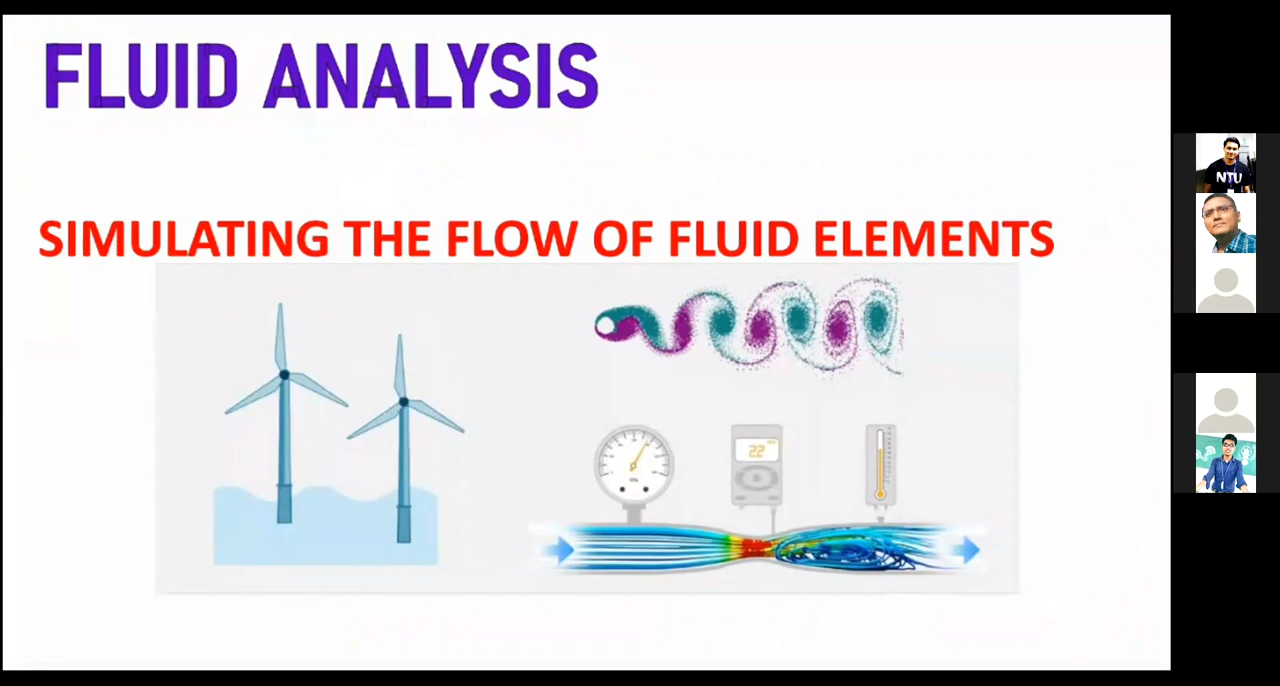 FLUID ANALYSIS
SIMULATING THE FLOW OF FLUID ELEMENTS
22
NTU